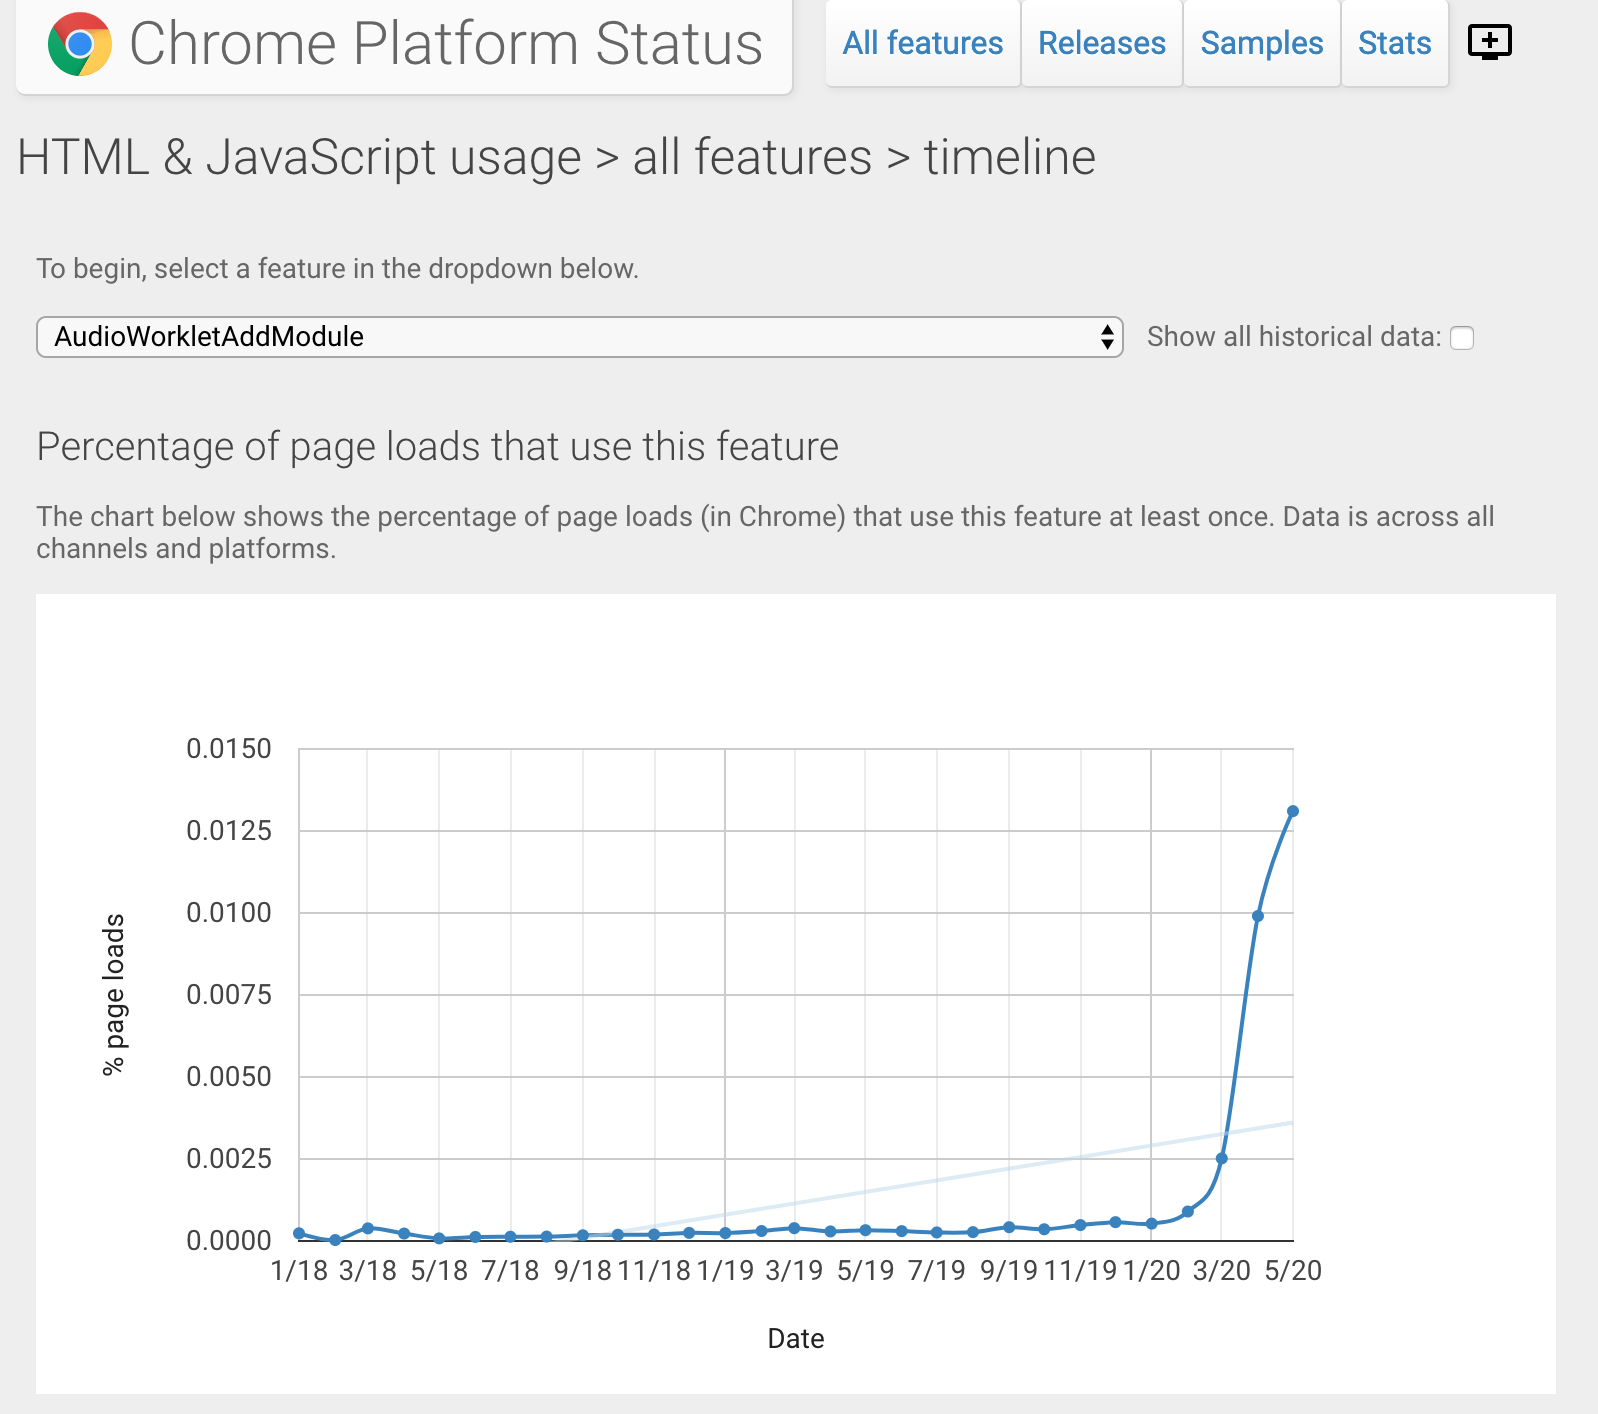 Chrome Platform Status
All features Releases Samples Stats
HTML & JavaScript usage > all features > timeline
To begin, select a feature in the dropdown below.
AudioWorkletAddModule Show all historical data:
Percentage of page loads that use this feature
The chart below shows the percentage of page loads (in Chrome) that use this feature at least once. Data is across all
channels and platforms.
0.0150
0.0125
0.0100
0.0075
0.0050
0.0025
0.0000
% page loads
1/18 3/18 5/18 7/18 9/18 11/18 1/19 3/19 5/19 7/19 9/19 11/19 1/20 3/20 5/20
Date